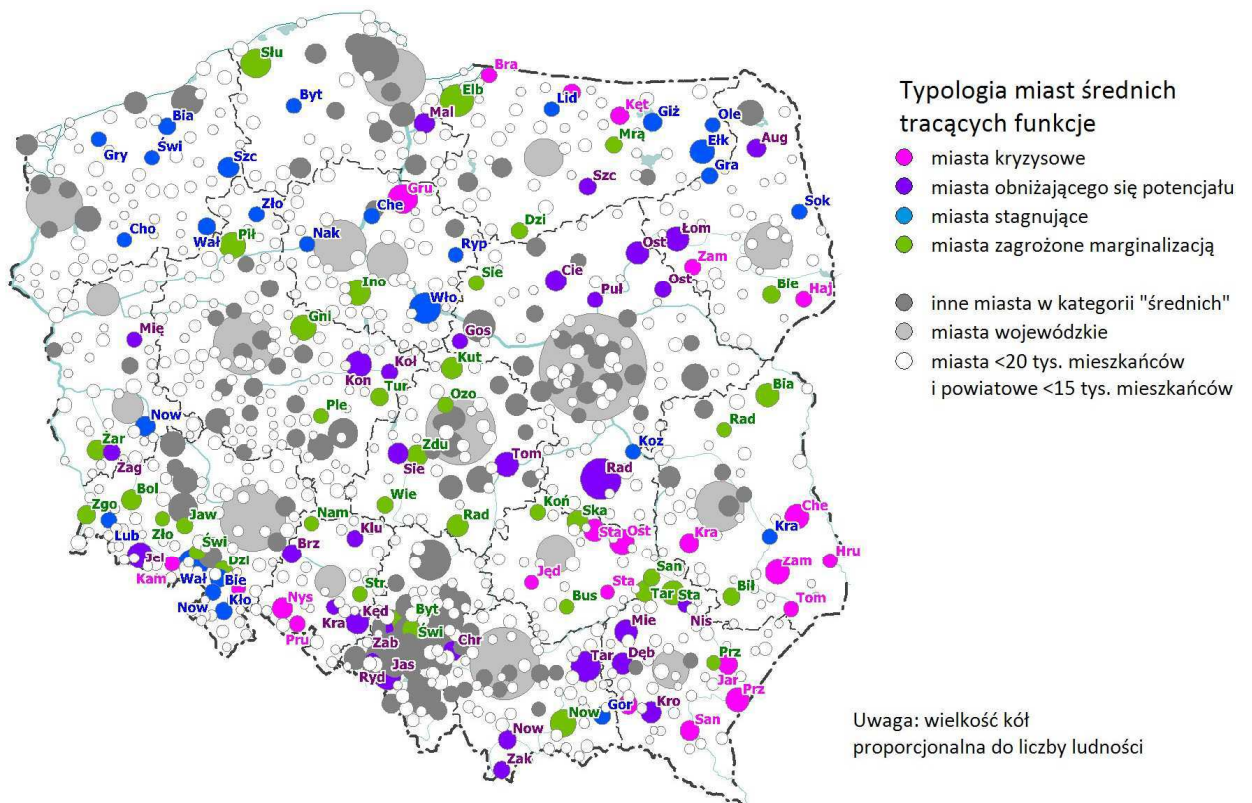 Słu
Bra
Byt
Elb
Lid
Kęt
Giż
Ole
Bia
Mal
Mrą
Ełk
Aug
Gry
Świ
Szc
Gra
Szc
Gru
Zło
Che
Sok
Cho
Wał
Pił
Nak
Ryp
Dzi
Ost
Łom
Zam
Sie
Cie
Ino
Puł
Ost
Bie
Haj
Wło
Gni
Mię
Gos
Kon
Koł
Kut
Tur
Bia
Ple
Ozo
Rad
Now
Żar
Żag
Sie
Zdu
Tom
Koz
Rad
Zgo
Bol
Wie
Zło
Jaw
Nam
Rad
Koń
Ska
Che
Lub
Świ
Klu
Sta
Ost
Kra
Kra
Jel
Dzi
Brz
Hru
Kam
Wał
Bie
Str
Jęd
Sta
San
Zam
Now
Kło
Nys
Kra
Kęd
Byt
Bus
Tar
Sta
Bił
Tom
Pru
Zab
Świ
Chr
Mie
Nis
Ryd
Jas
Tar
Dęb
Prz
Jar
Prz
Now
Gor
Kro
San
Now
Zak
Typologia miast średnich
tracących funkcje
miasta kryzysowe
miasta obniżającego się potencjału
miasta stagnujące
miasta zagrożone marginalizacją
inne miasta w kategorii "średnich"
miasta wojewódzkie
miasta <20 tys. mieszkańców
i powiatowe <15 tys. mieszkańców
Uwaga: wielkość kół
proporcjonalna do liczby ludności